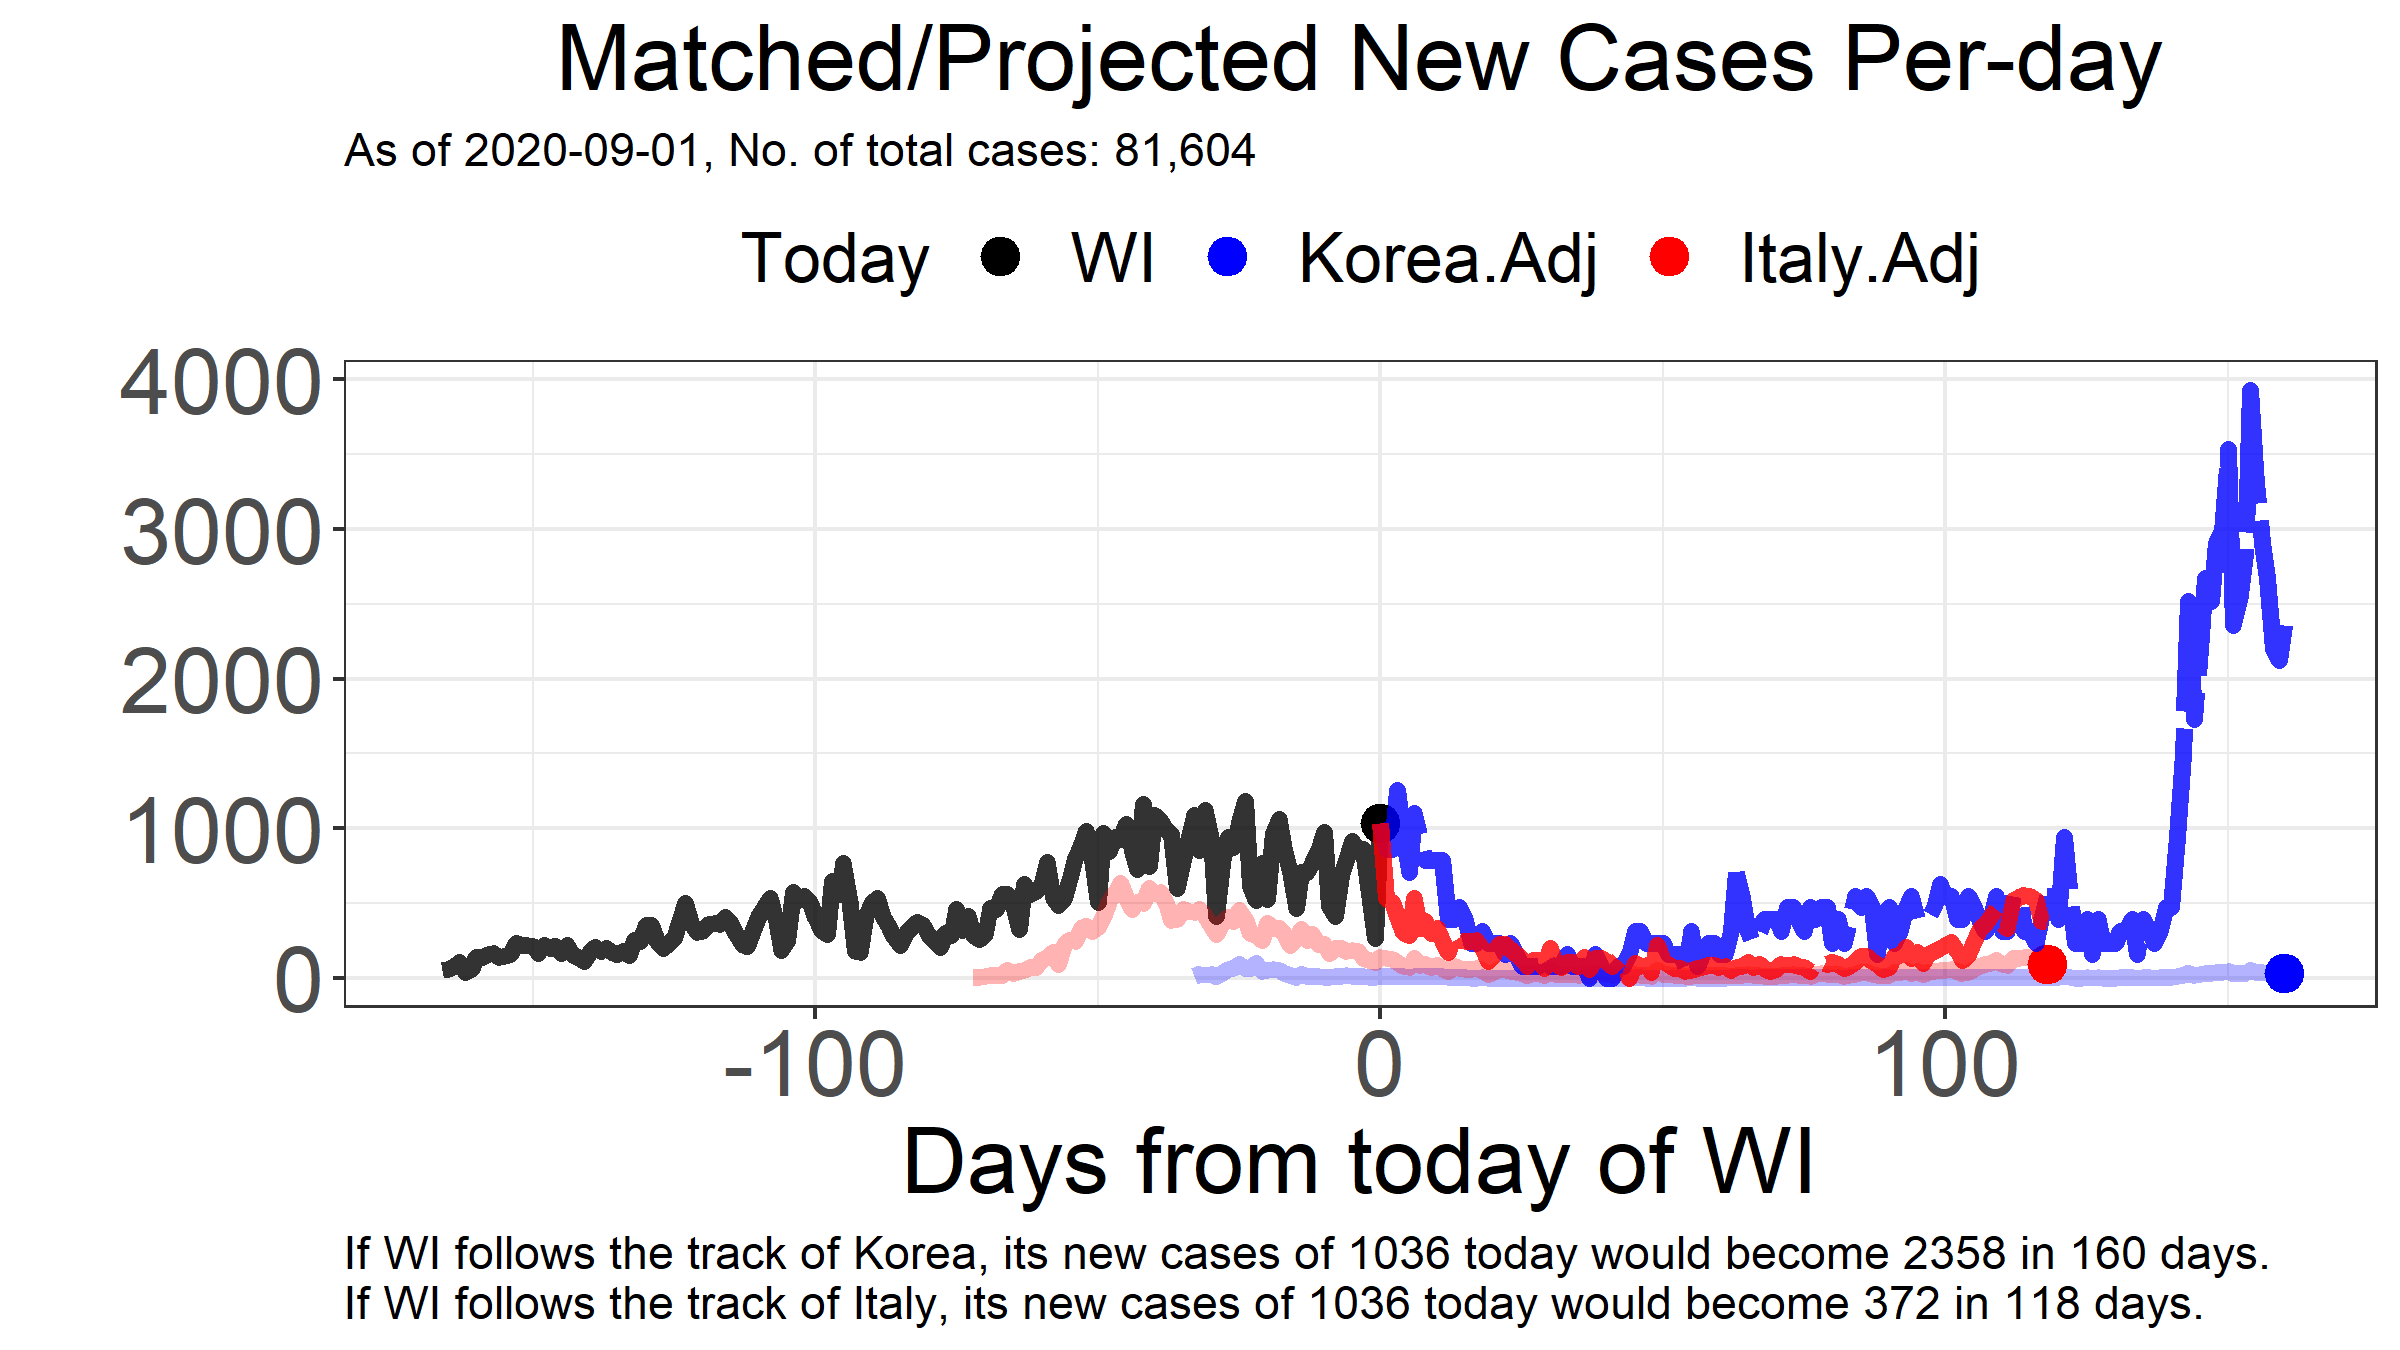 Matched/Projected New Cases Per-day
As of 2020-09-01, No. of total cases: 81,604
Today WI Korea.Adj Italy.Adj
4000
3000
2000
1000
0
-100 0 100
Days from today of WI
If WI follows the track of Korea, its new cases of 1036 today would become 2358 in 160 days.
If WI follows the track of Italy, its new cases of 1036 today would become 372 in 118 days.